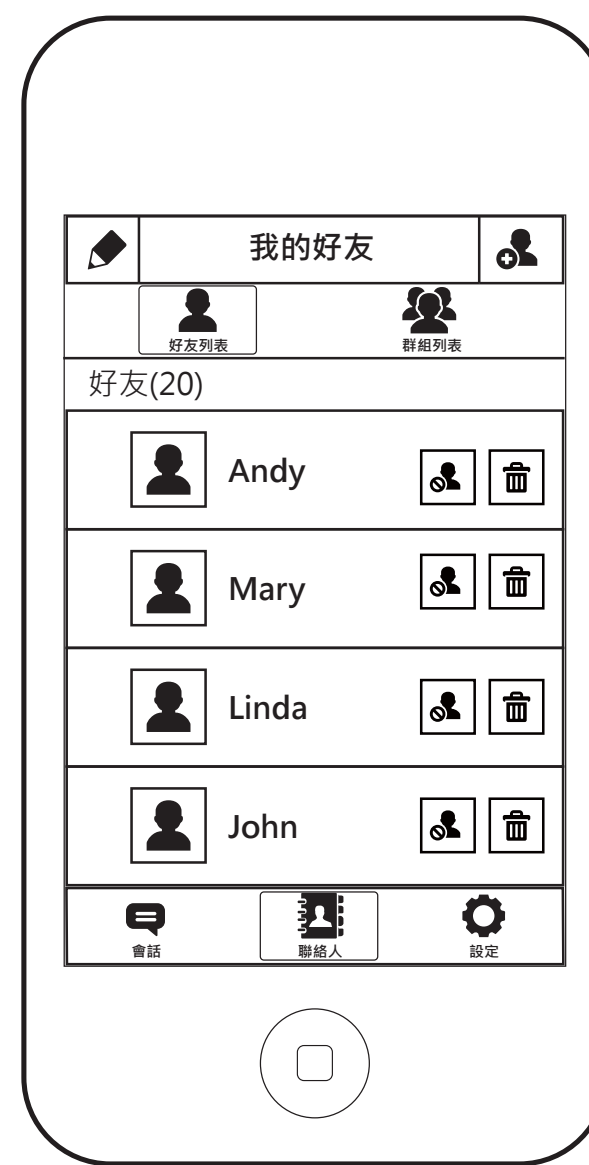 我的好友
好友列表
群組列表
好友(20)
Andy
Mary
Linda
John
會話
聯絡人
設定